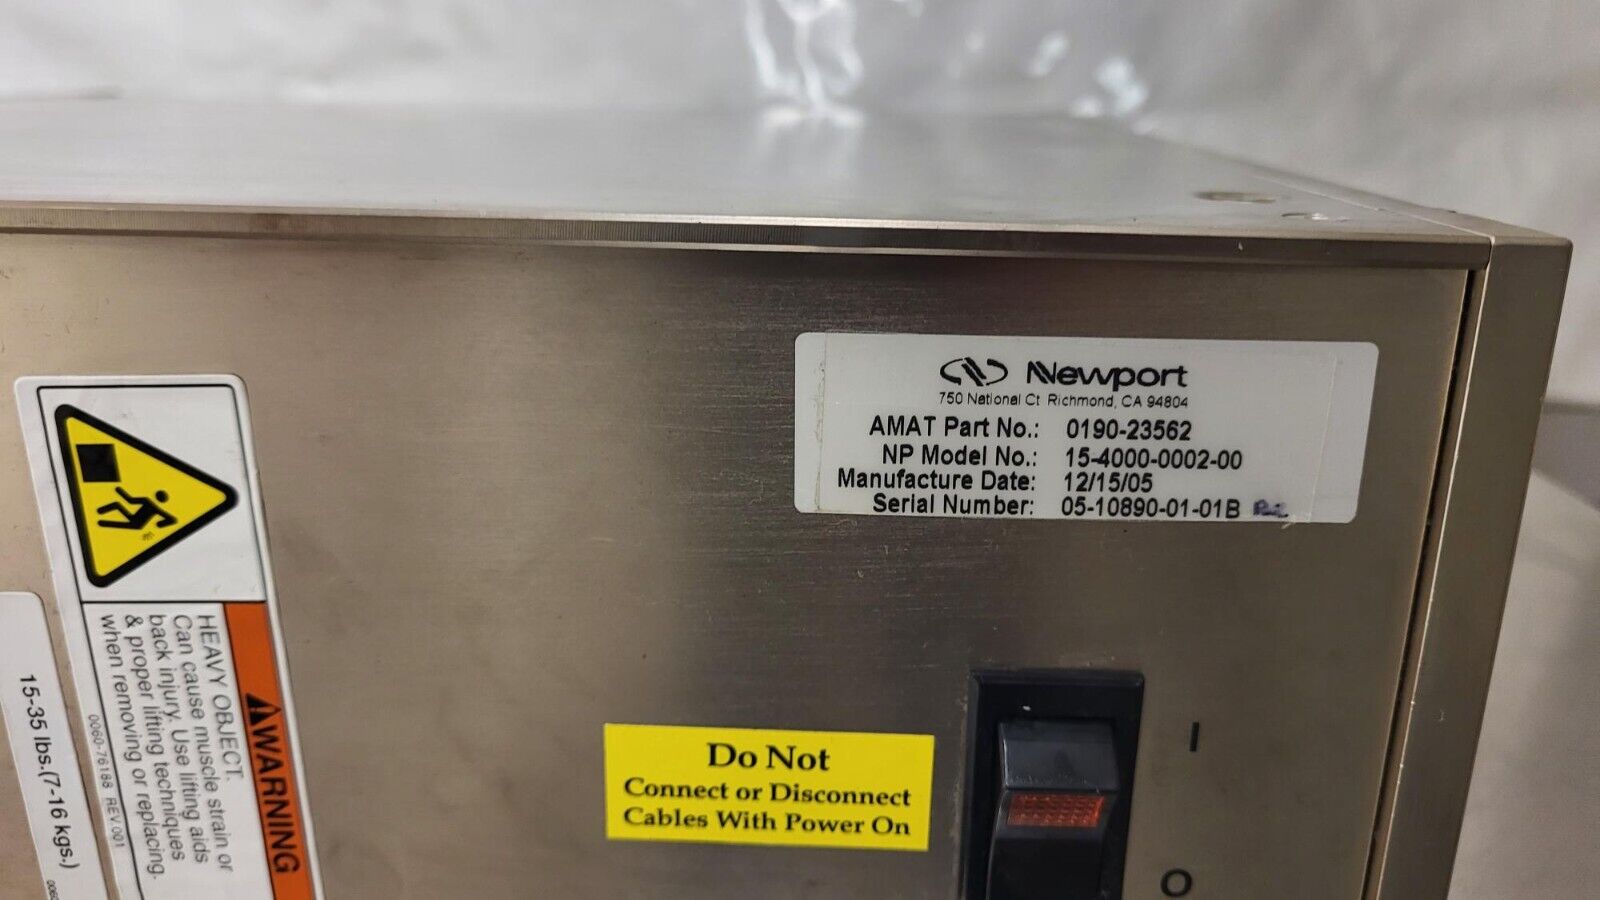 Newport
750 National Ct Richmond, CA 94804
AMAT Part No.: 0190-23562
NP Model No.: 15-4000-0002-00
Manufacture Date: 12/15/05
Serial Number: 05-10890-01-01B
WARNING
HEAVY OBJECT.
Can cause muscle strain or
back injury. Use lifting aids
& proper lifting techniques
when removing or replacing.
0060-76188 REV.001
15-35 lbs.(7-16 kgs.)
Do Not
Connect or Disconnect
Cables With Power On
I
O